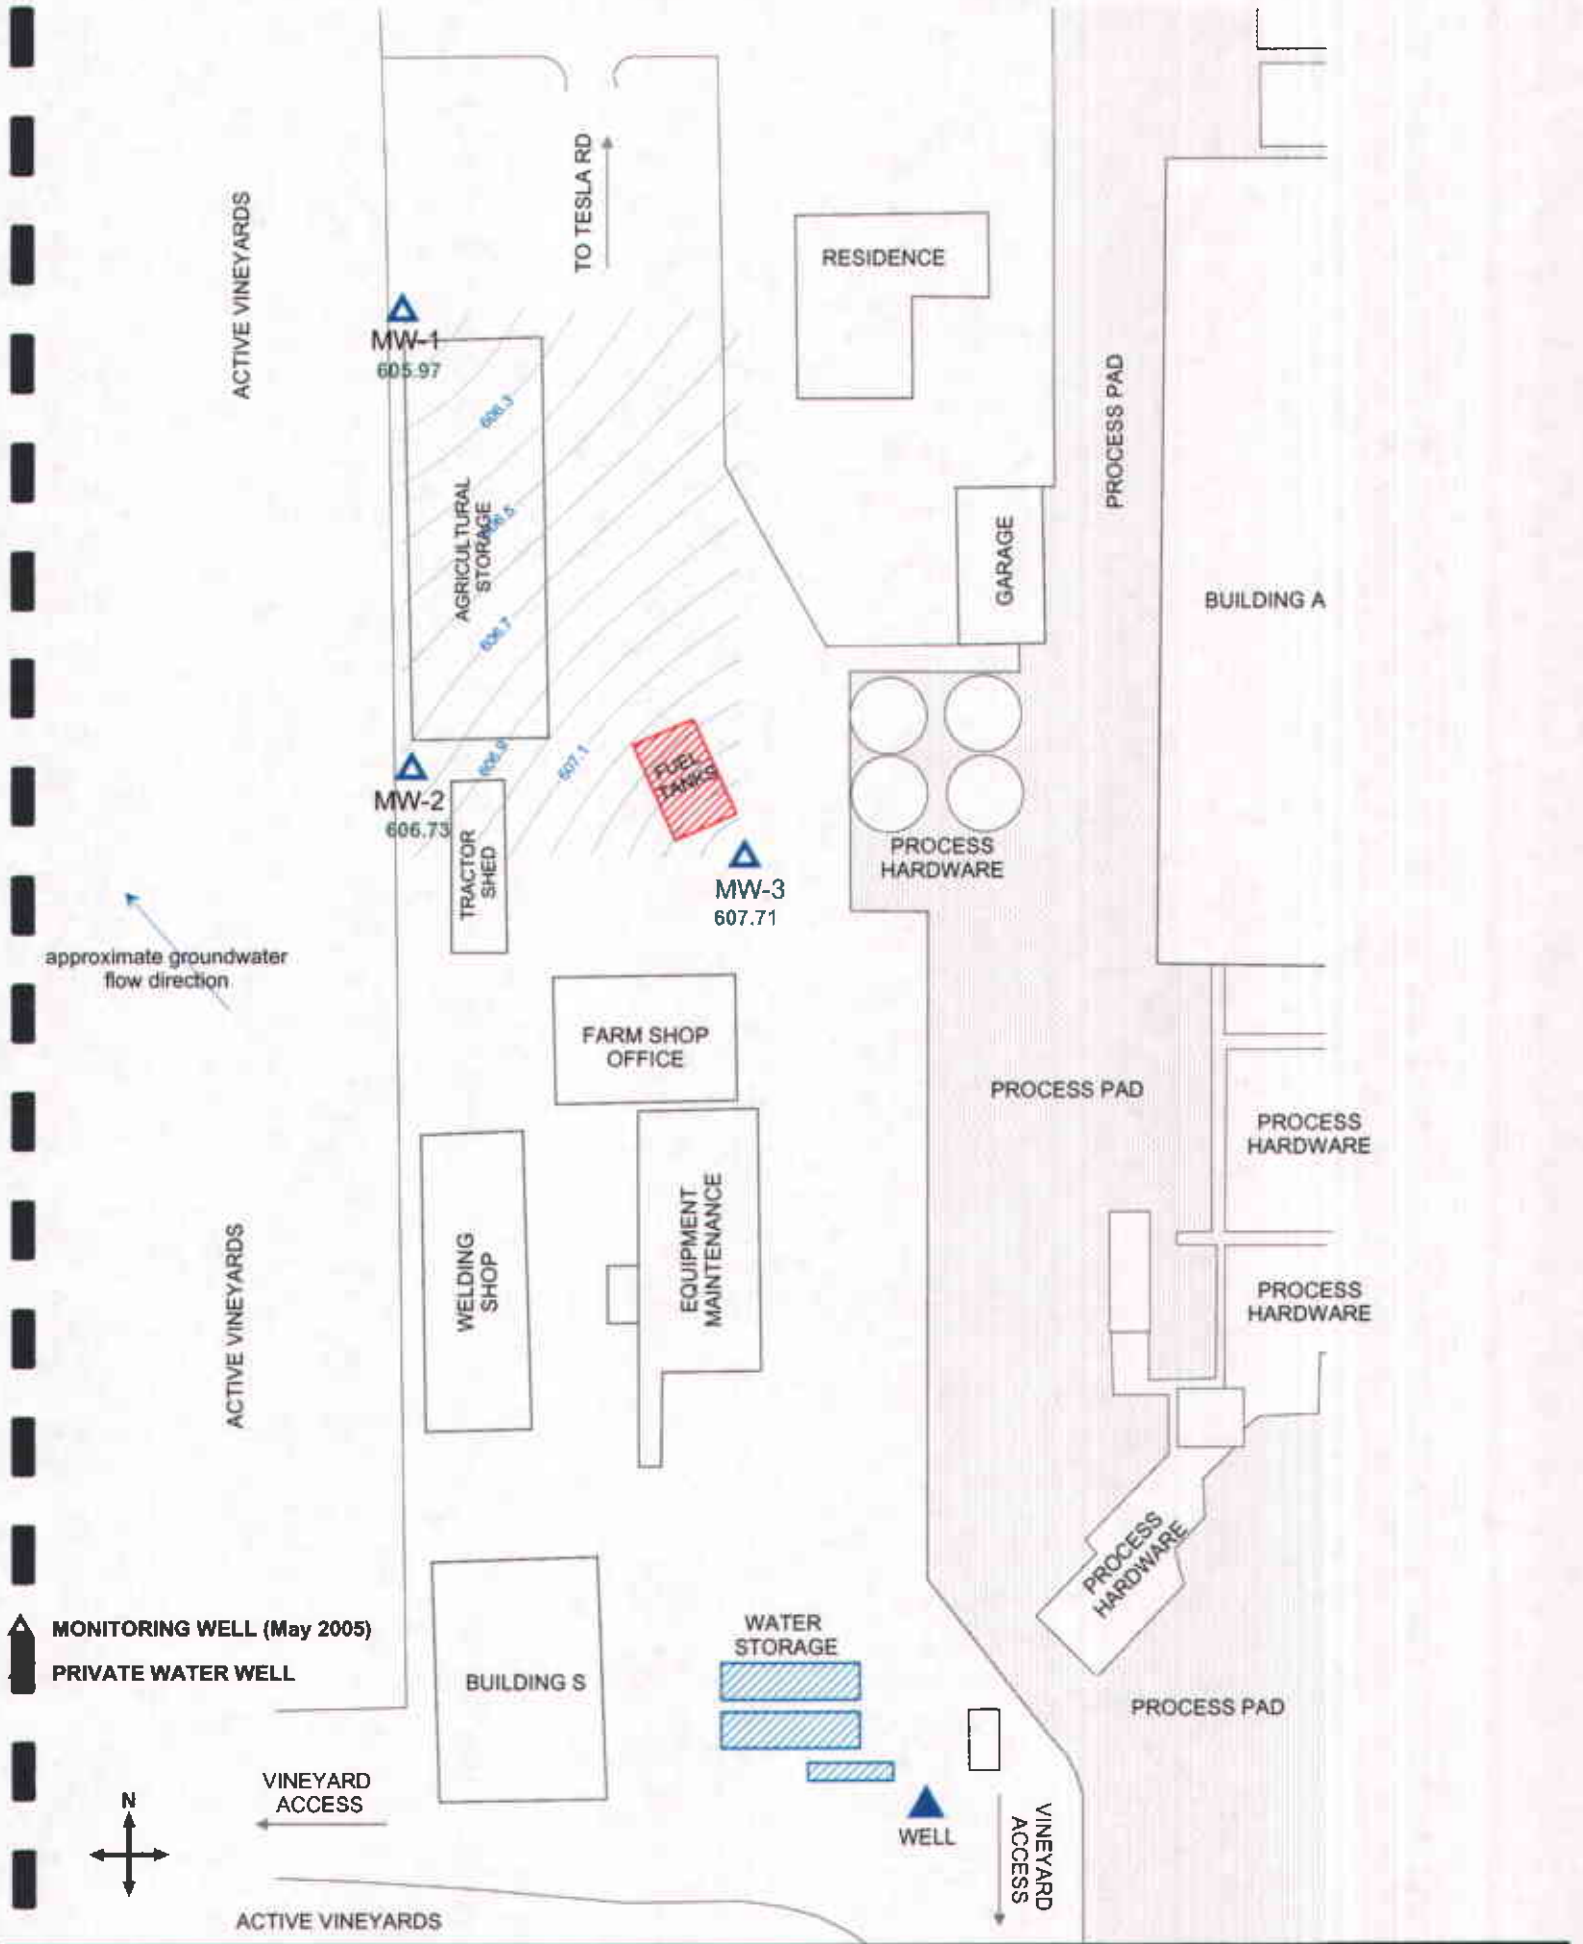 ACTIVE VINEYARDS
TO TESLA RD
RESIDENCE
MW-1
605.97
606.3
PROCESS PAD
AGRICULTURAL
STORAGE
606.5
GARAGE
BUILDING A
606.7
606.9
607.1
FUEL
TANKS
MW-2
606.73
TRACTOR
SHED
PROCESS
HARDWARE
MW-3
607.71
approximate groundwater
flow direction
FARM SHOP
OFFICE
PROCESS PAD
PROCESS
HARDWARE
WELDING
SHOP
EQUIPMENT
MAINTENANCE
ACTIVE VINEYARDS
PROCESS
HARDWARE
PROCESS
HARDWARE
MONITORING WELL (May 2005)
PRIVATE WATER WELL
WATER
STORAGE
BUILDING S
PROCESS PAD
VINEYARD
ACCESS
N
WELL
VINEYARD
ACCESS
ACTIVE VINEYARDS